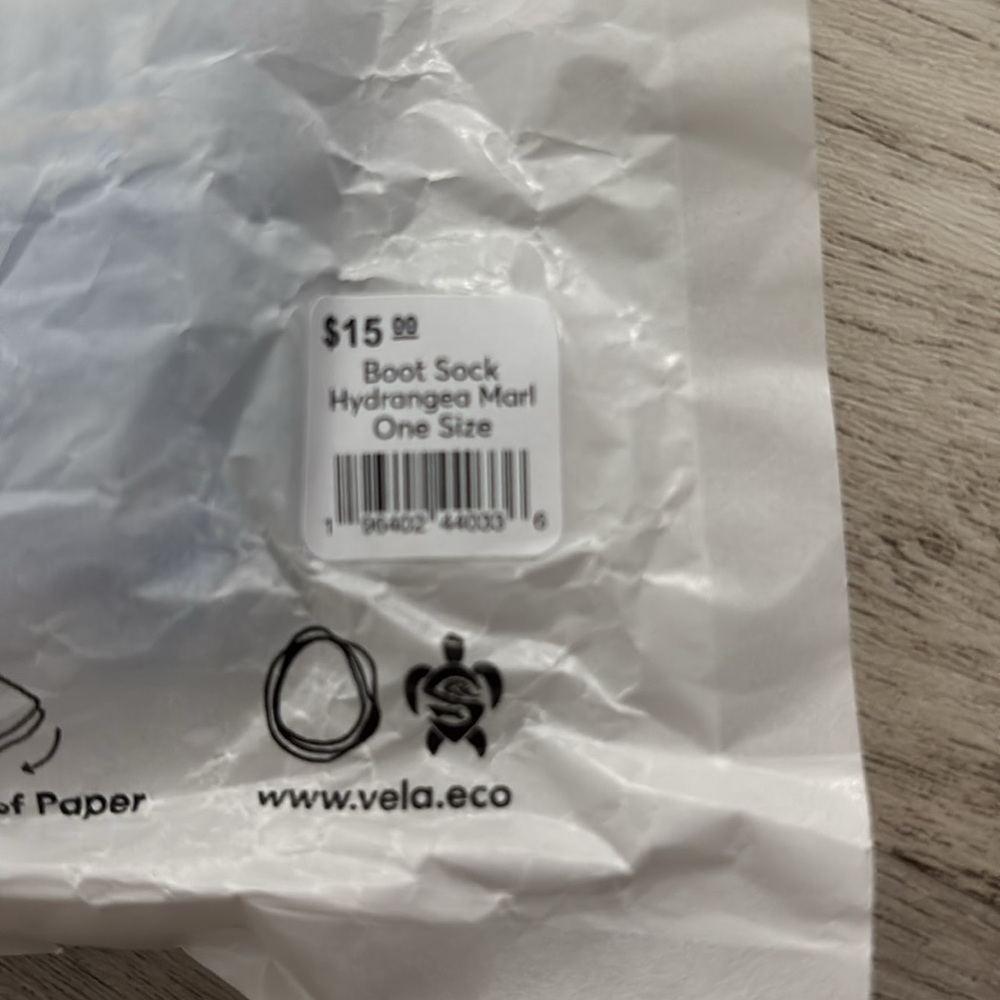 $15 00
Boot Sock
Hydrangea Marl
One Size
1 96402 44033 6
of Paper
www.vela.eco